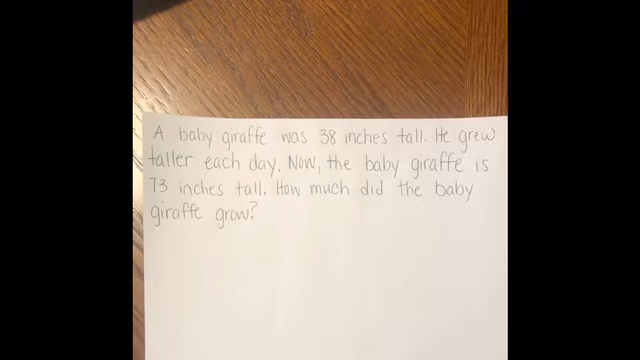 A baby giraffe was 38 inches tall. He grew
taller each day. Now, the baby giraffe is
73 inches tall. How much did the baby
giraffe grow?